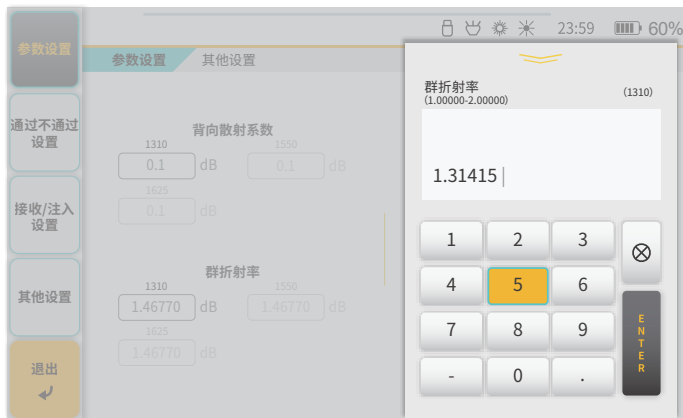 23:59 60%
参数设置
通过不通过
设置
接收/注入
设置
其他设置
退出
参数设置 其他设置
背向散射系数
1310 1550
0.1 dB 0.1 dB
1625
0.1 dB
群折射率
1310 1550
1.46770 dB 1.46770 dB
1625
1.46770 dB
群折射率
(1.00000-2.00000) (1310)
1.31415
1 2 3
4 5 6
7 8 9
- 0 .
ENTER